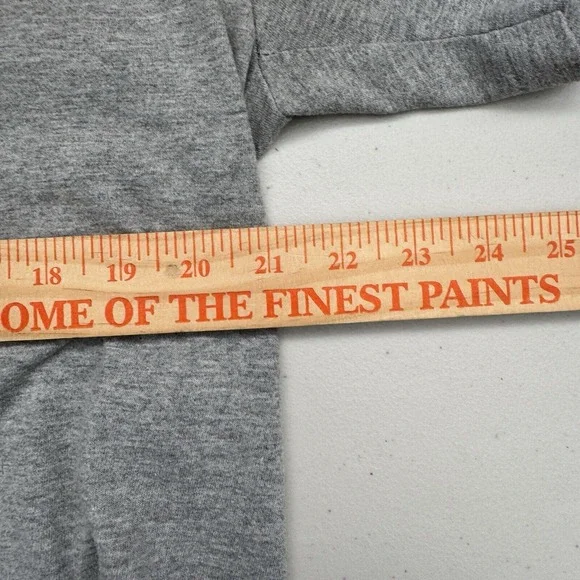 18 19 20 21 22 23 24 25
OME OF THE FINEST PAINTS